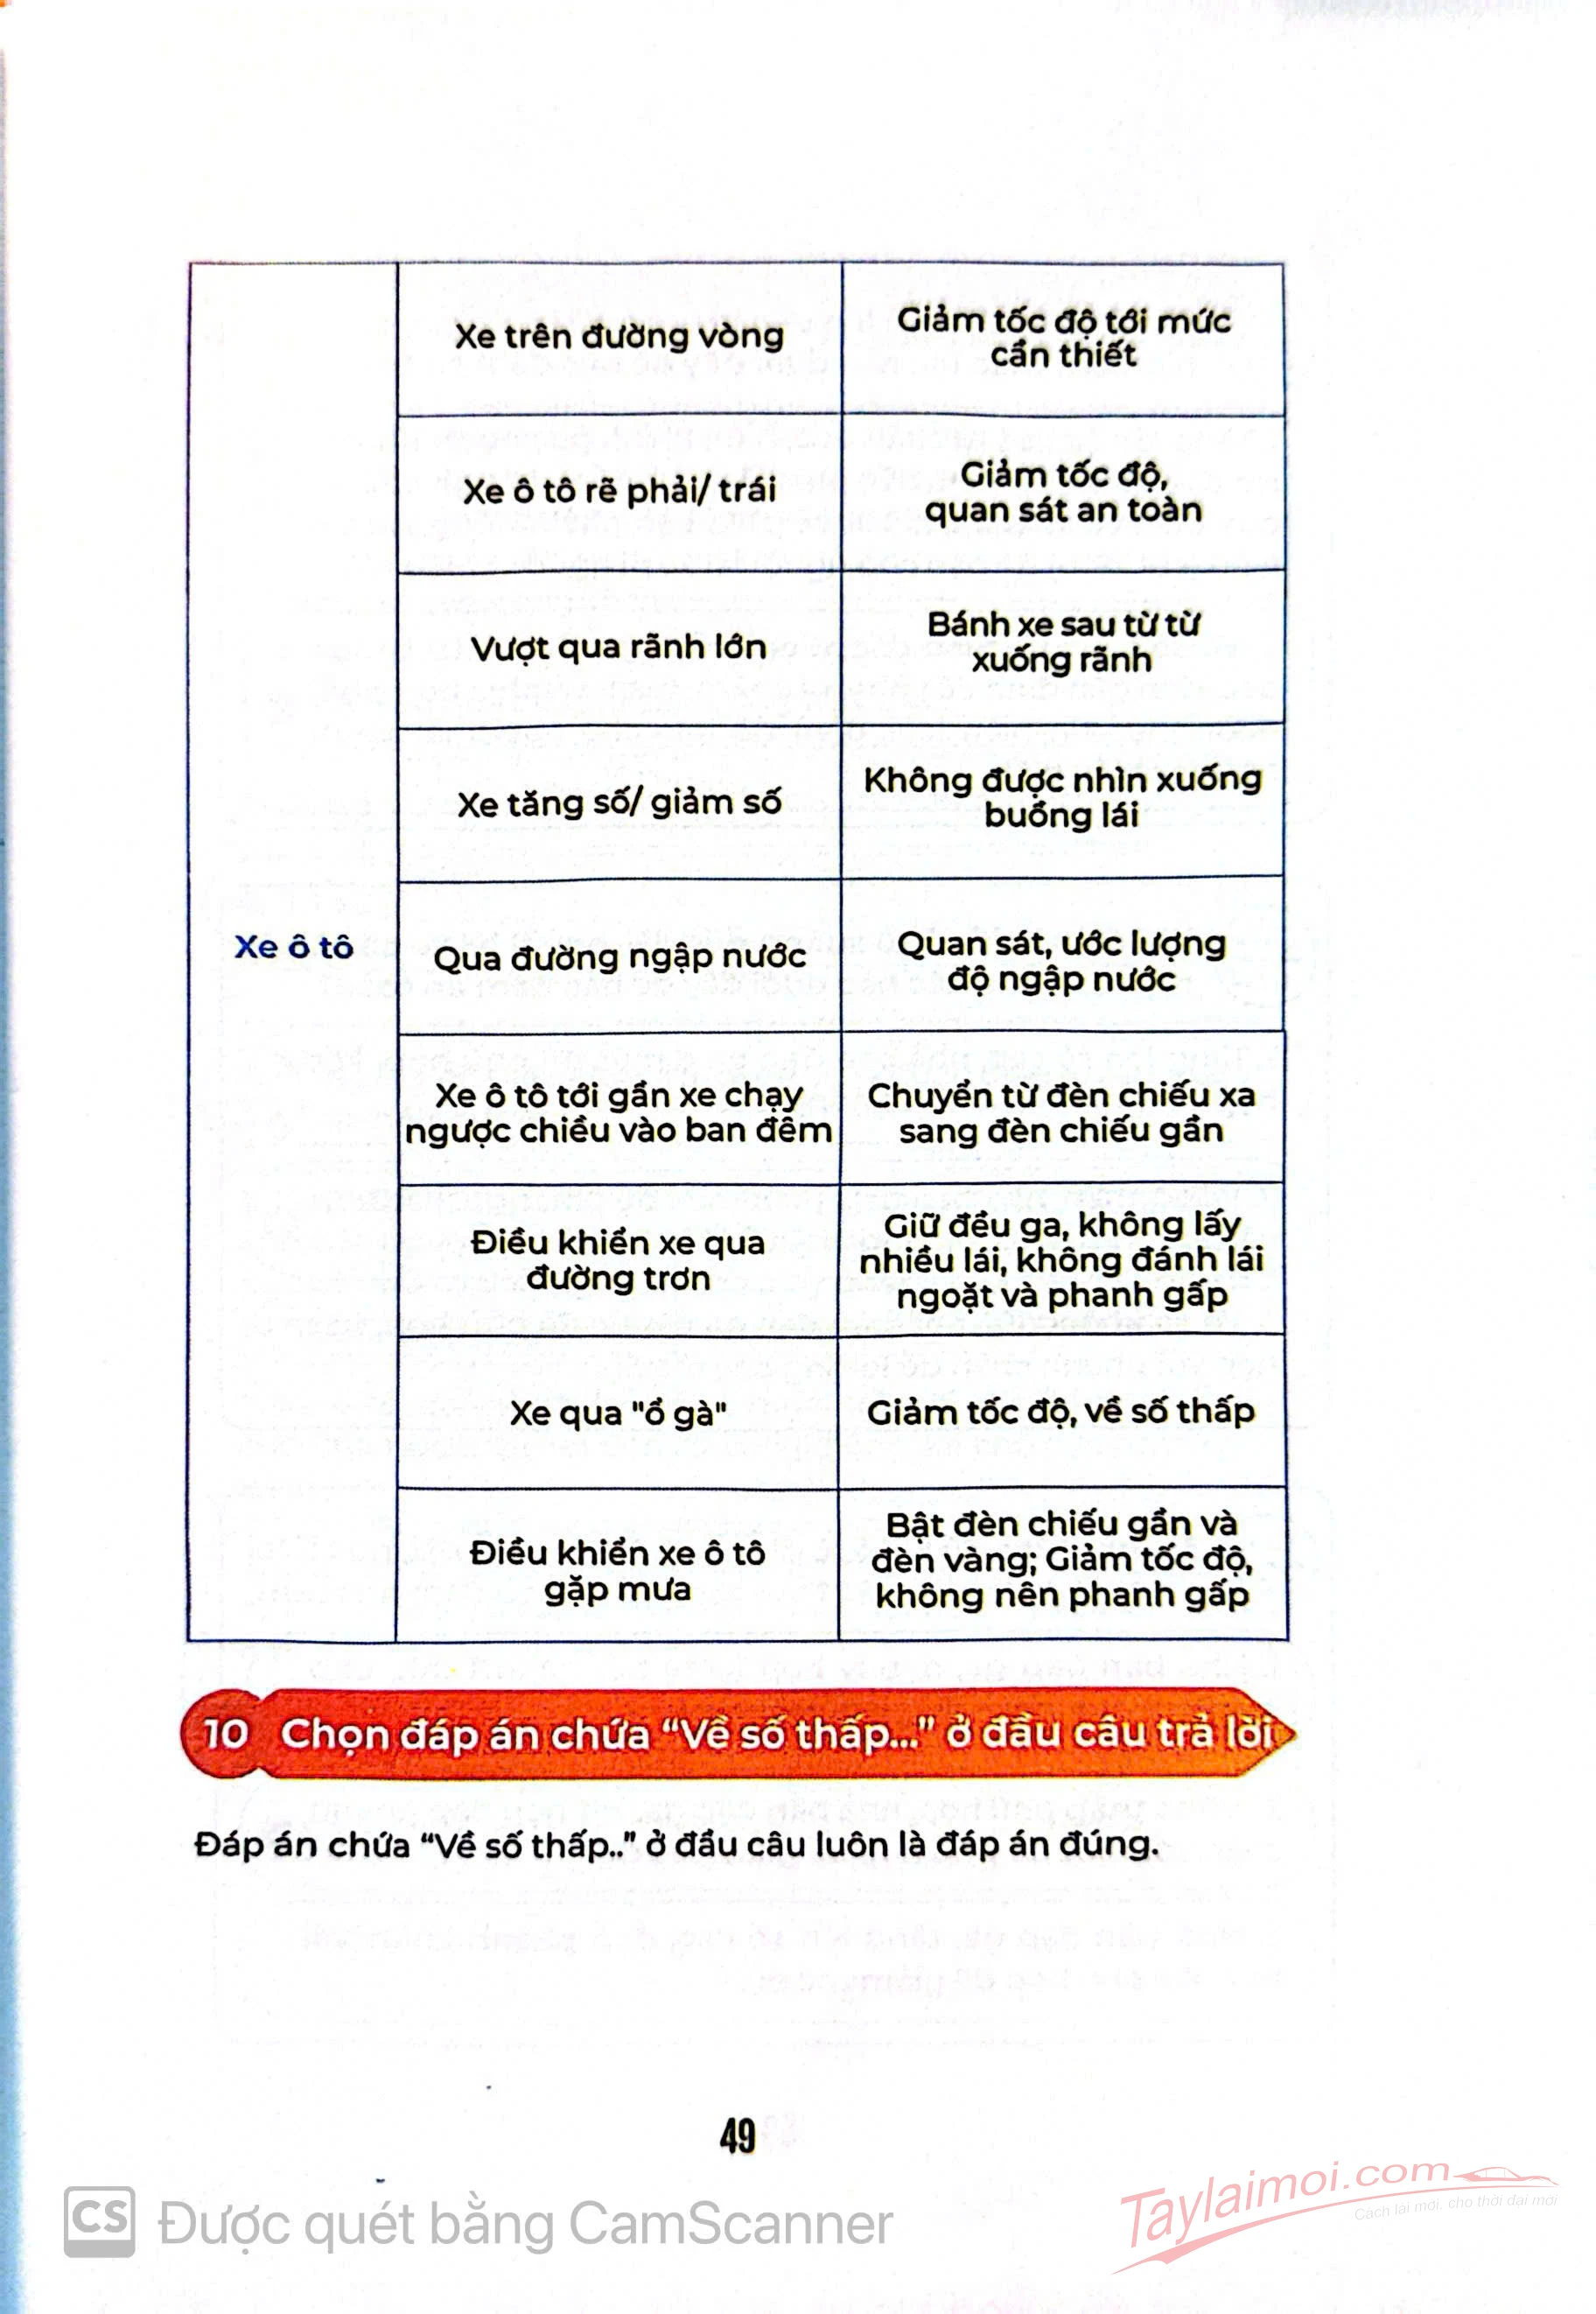 Xe ô tô
Xe trên đường vòng
Giảm tốc độ tới mức
cần thiết
Xe ô tô rẽ phải/ trái
Giảm tốc độ,
quan sát an toàn
Vượt qua rãnh lớn
Bánh xe sau từ từ
xuống rãnh
Xe tăng số/ giảm số
Không được nhìn xuống
buồng lái
Qua đường ngập nước
Quan sát, ước lượng
độ ngập nước
Xe ô tô tới gần xe chạy
ngược chiều vào ban đêm
Chuyển từ đèn chiếu xa
sang đèn chiếu gần
Điều khiển xe qua
đường trơn
Giữ đều ga, không lấy
nhiều lái, không đánh lái
ngoặt và phanh gấp
Xe qua "ổ gà"
Giảm tốc độ, về số thấp
Điều khiển xe ô tô
gặp mưa
Bật đèn chiếu gần và
đèn vàng; Giảm tốc độ,
không nên phanh gấp
10 Chọn đáp án chứa “Về số thấp...” ở đầu câu trả lời
Đáp án chứa “Về số thấp..” ở đầu câu luôn là đáp án đúng.
49
CS Được quét bằng CamScanner
Taylaimoi.com
Cách lái mới, cho thời đại mới